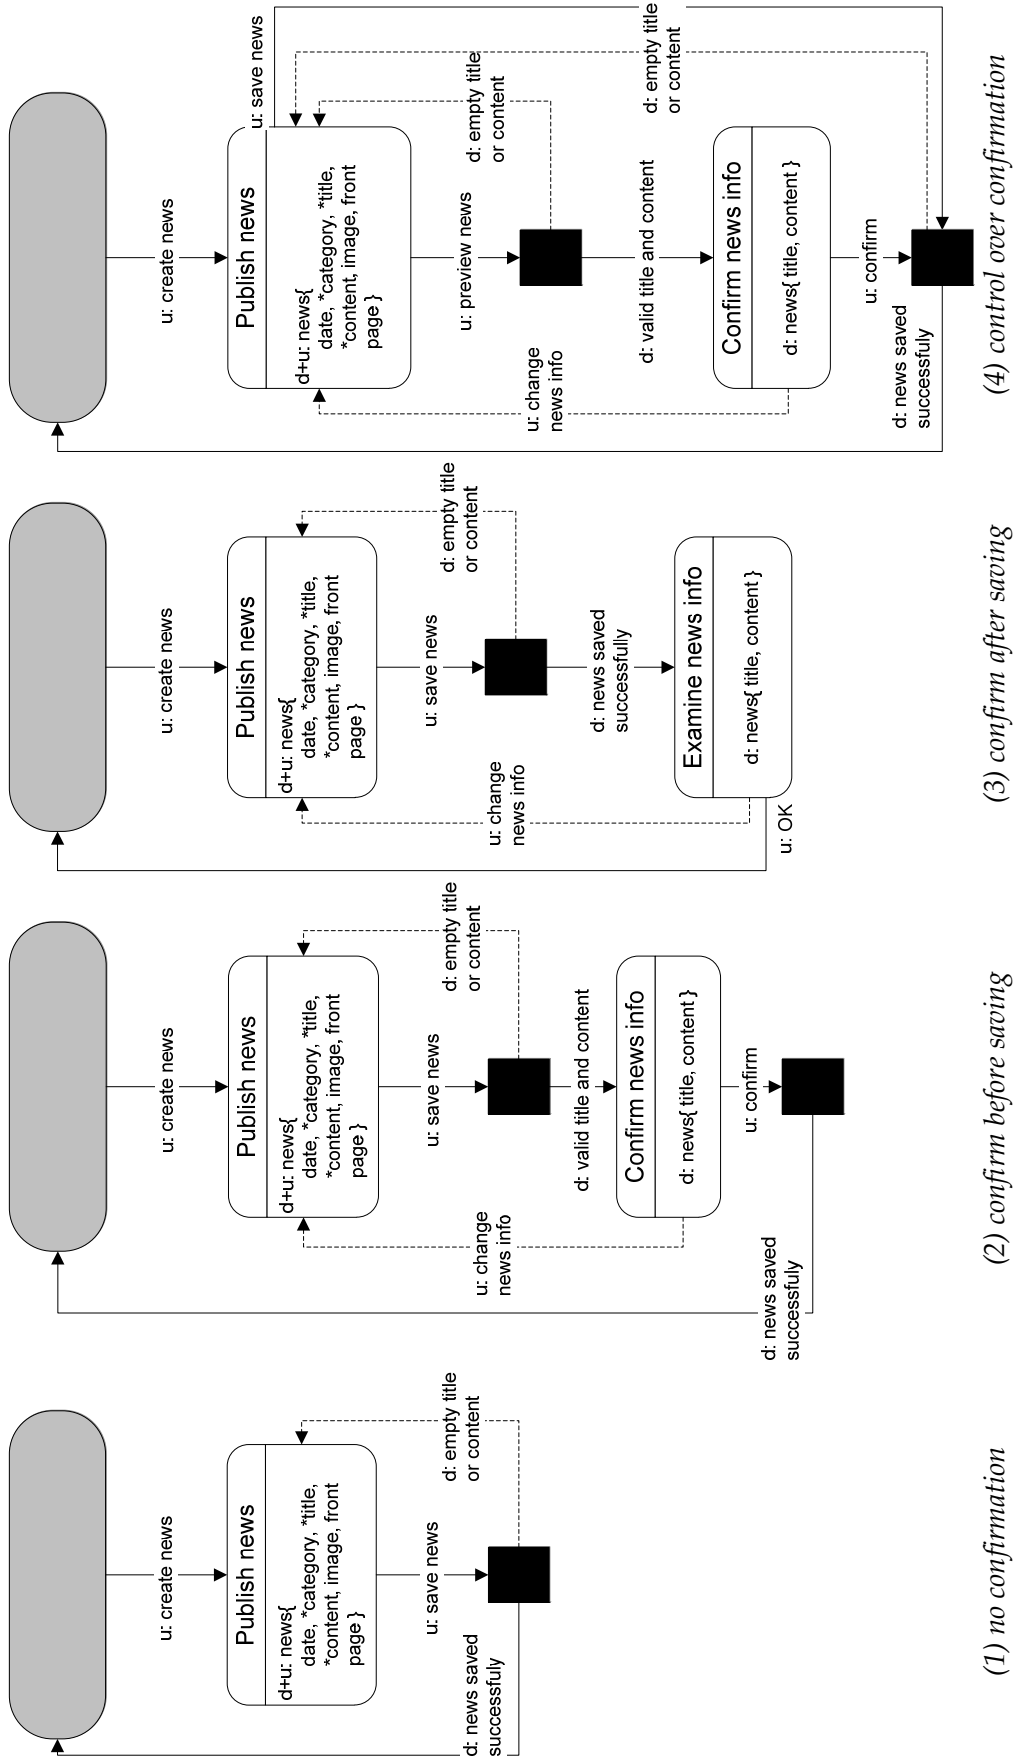 u: create news
Publish news
d+u: news{
date, *category, *title,
*content, image, front
page }
u: save news
d: empty title
or content
d: news saved
successfuly
(1) no confirmation
u: create news
Publish news
d+u: news{
date, *category, *title,
*content, image, front
page }
u: save news
d: empty title
or content
u: change
news info
d: valid title and content
Confirm news info
d: news{ title, content }
u: confirm
d: news saved
successfuly
(2) confirm before saving
u: create news
Publish news
d+u: news{
date, *category, *title,
*content, image, front
page }
u: save news
d: empty title
or content
u: change
news info
d: news saved
successfully
Examine news info
d: news{ title, content }
u: OK
(3) confirm after saving
u: create news
u: save news
Publish news
d+u: news{
date, *category, *title,
*content, image, front
page }
u: preview news
d: empty title
or content
d: empty title
or content
u: change
news info
d: valid title and content
Confirm news info
d: news{ title, content }
u: confirm
d: news saved
successfuly
(4) control over confirmation